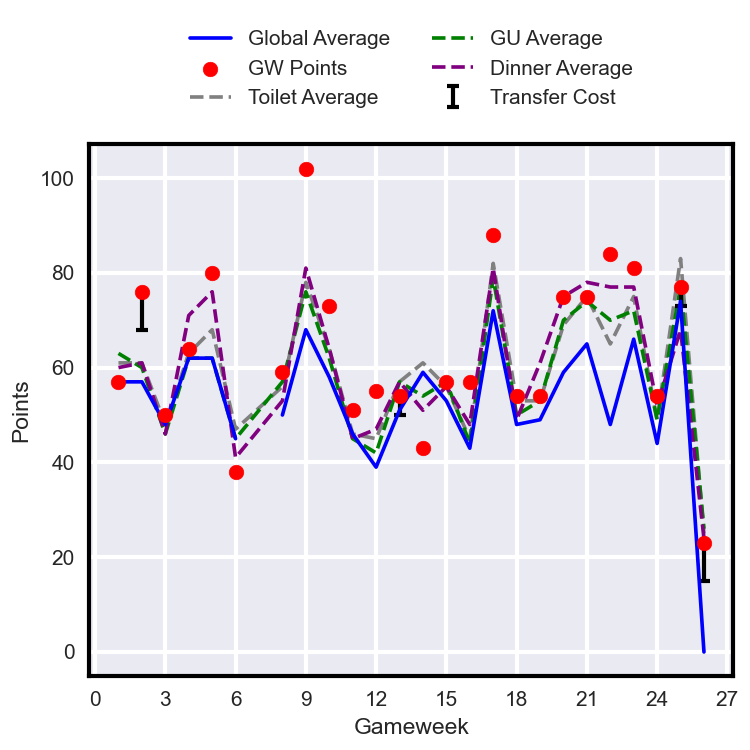 Global Average
GW Points
Toilet Average
GU Average
Dinner Average
Transfer Cost
100
80
60
40
20
0
Points
0 3 6 9 12 15 18 21 24 27
Gameweek